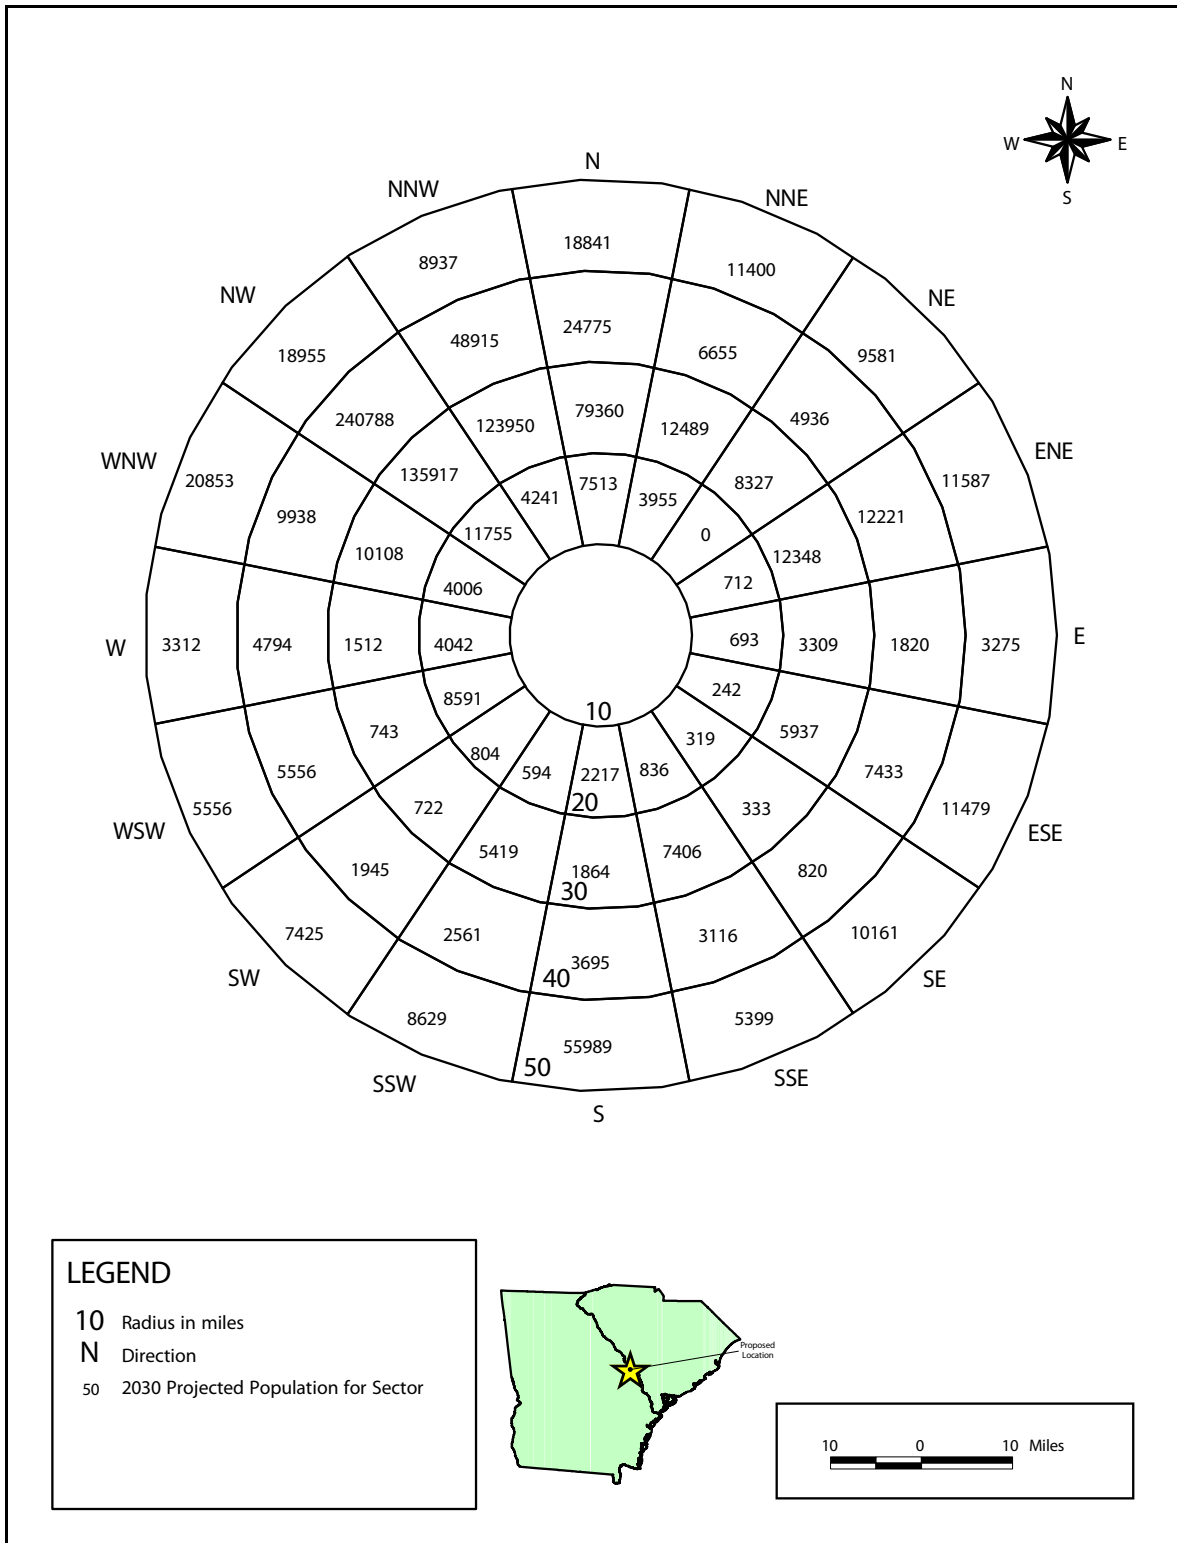 N
W E
S
N
NNW
NNE
18841
8937
11400
NW
NE
24775
48915
6655
18955
9581
79360
240788
123950
12489
4936
WNW
ENE
135917
20853
7513
8327
11587
4241
3955
9938
12221
11755
0
10108
12348
4006
712
W 3312 4794 1512 4042 693 3309 1820 3275 E
8591
242
10
743
319
5937
804
594
2217
836
5556
7433
20
5556
722
333
11479
WSW
ESE
5419
7406
1945
1864
820
30
7425
2561
3116
10161
3695
SW
40
SE
8629
5399
55989
50
SSW
SSE
S
LEGEND
10 Radius in miles
N Direction
50 2030 Projected Population for Sector
Proposed
Location
10 0 10 Miles